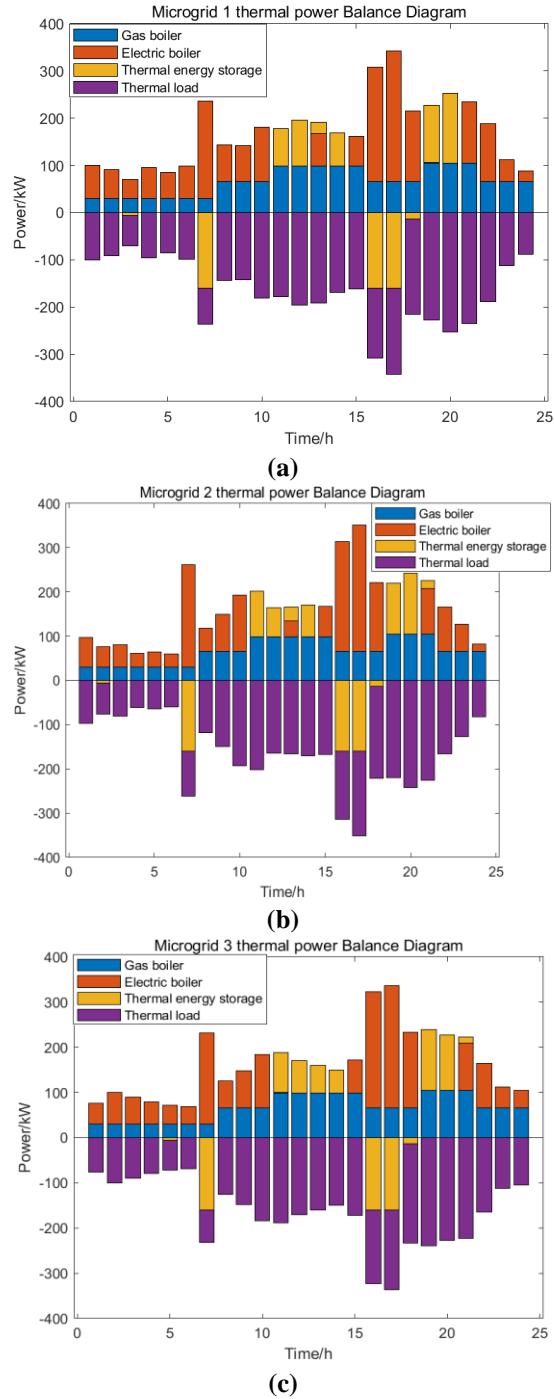 Microgrid 1 thermal power Balance Diagram
400
Gas boiler
Electric boiler
300
Thermal energy storage
Thermal load
200
100
Power/kW
0
-100
-200
-300
-400
0 5 10 15 20 25
Time/h
(a)
Microgrid 2 thermal power Balance Diagram
400
Gas boiler
Electric boiler
300
Thermal energy storage
Thermal load
200
100
Power/kW
0
-100
-200
-300
-400
0 5 10 15 20 25
Time/h
(b)
Microgrid 3 thermal power Balance Diagram
400
Gas boiler
Electric boiler
300
Thermal energy storage
Thermal load
200
100
Power/kW
0
-100
-200
-300
-400
0 5 10 15 20 25
Time/h
(c)